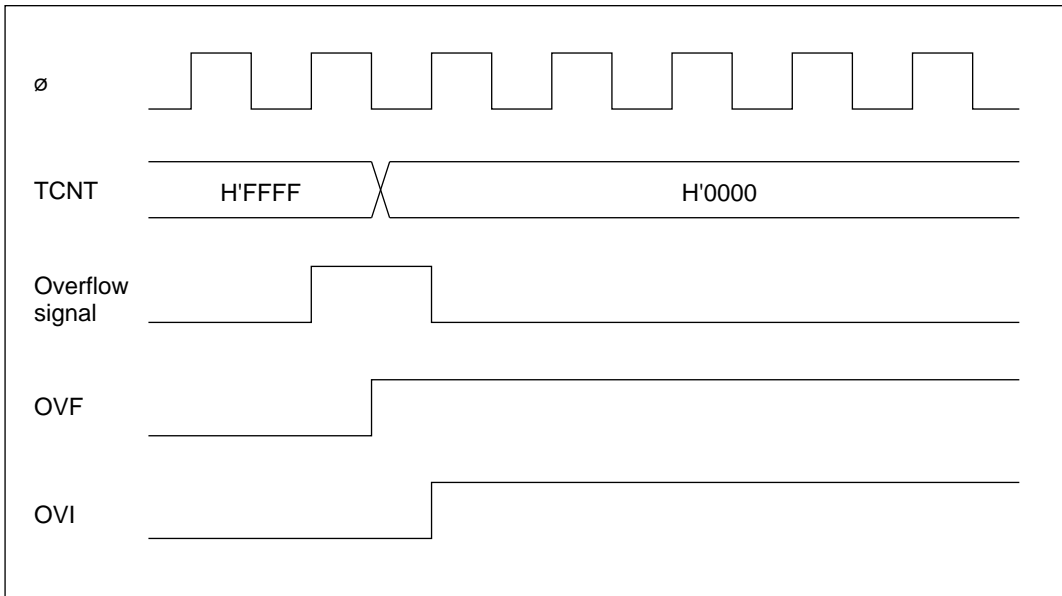 ø
TCNT
H'FFFF
H'0000
Overflow
signal
OVF
OVI